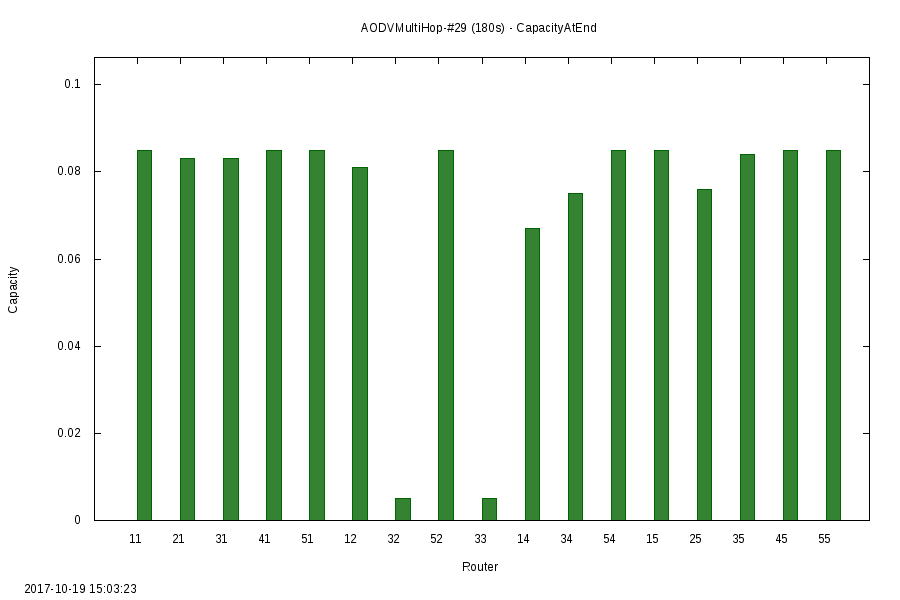 AODVMultiHop-#29 (180s) - CapacityAtEnd
0.1
0.08
0.06
0.04
0.02
0
Capacity
11 21 31 41 51 12 32 52 33 14 34 54 15 25 35 45 55
Router
2017-10-19 15:03:23